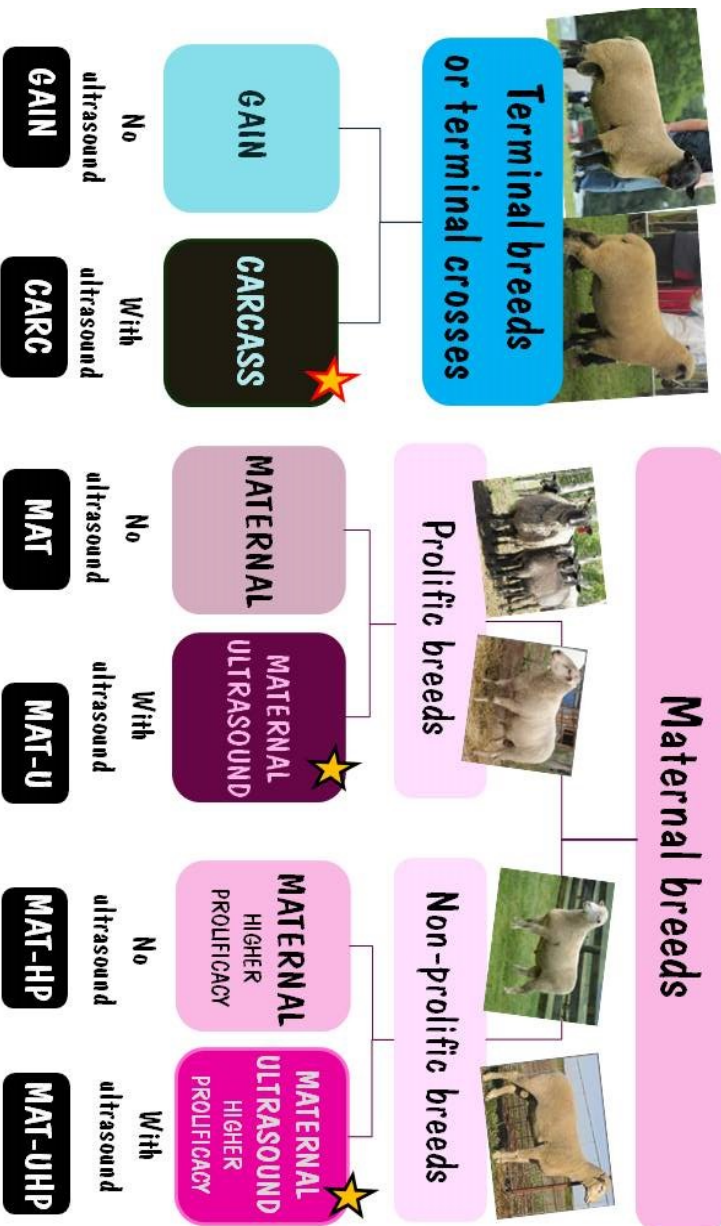 Terminal breeds
or terminal crosses
GAIN
CARCASS
No
ultrasound
With
ultrasound
GAIN
CARC
Maternal breeds
Prolific breeds
Non-prolific breeds
MATERNAL
MATERNAL
ULTRASOUND
MATERNAL
HIGHER
PROLIFICACY
MATERNAL
ULTRASOUND
HIGHER
PROLIFICACY
No
ultrasound
With
ultrasound
No
ultrasound
With
ultrasound
MAT
MAT-U
MAT-HP
MAT-UHP